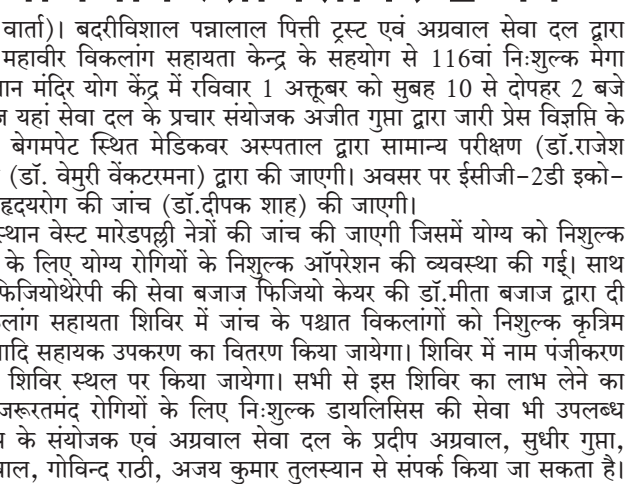 वार्ता)। बदरीविशाल पन्नालाल पित्ती ट्रस्ट एवं अग्रवाल सेवा दल द्वारा
महावीर विकलांग सहायता केन्द्र के सहयोग से 116वां निःशुल्क मेगा
मंदिर योग केंद्र में रविवार 1 अक्तूबर को सुबह 10 से दोपहर 2 बजे
यहां सेवा दल के प्रचार संयोजक अजीत गुप्ता द्वारा जारी प्रेस विज्ञप्ति के
बेगमपेट स्थित मेडिकवर अस्पताल द्वारा सामान्य परीक्षण (डॉ.राजेश
(डॉ. वेमुरी वेंकटरमना) द्वारा की जाएगी। अवसर पर ईसीजी-2डी इको-
हृदयरोग की जांच (डॉ.दीपक शाह) की जाएगी।
स्थान वेस्ट मारेडपल्ली नेत्रों की जांच की जाएगी जिसमें योग्य को निशुल्क
के लिए योग्य रोगियों के निशुल्क ऑपरेशन की व्यवस्था की गई। साथ
फिजियोथेरेपी की सेवा बजाज फिजियो केयर की डॉ.मीता बजाज द्वारा दी
सहायता शिविर में जांच के पश्चात विकलांगों को निशुल्क कृत्रिम
सहायक उपकरण का वितरण किया जायेगा। शिविर में नाम पंजीकरण
शिविर स्थल पर किया जायेगा। सभी से इस शिविर का लाभ लेने का
जरूरतमंद रोगियों के लिए निःशुल्क डायलिसिस की सेवा भी उपलब्ध
के संयोजक एवं अग्रवाल सेवा दल के प्रदीप अग्रवाल, सुधीर गुप्ता,
गोविन्द राठी, अजय कुमार तुलस्यान से संपर्क किया जा सकता है।